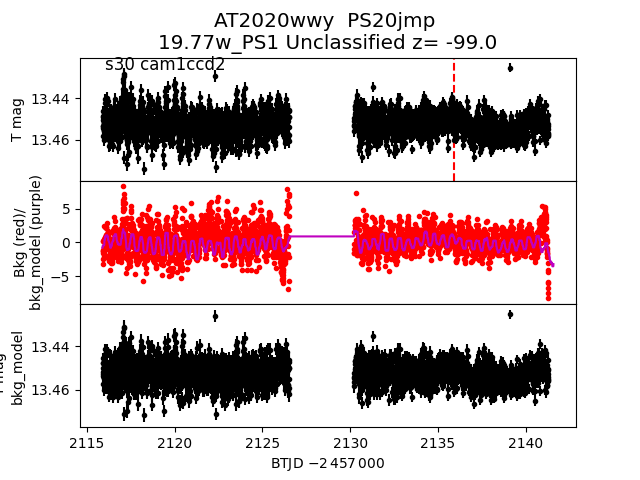 AT2020wwy PS20jmp
19.77w_PS1 Unclassified z= -99.0
s30 cam1ccd2
T mag
13.44
13.46
Bkg (red)/
bkg_model (purple)
5
0
−5
bkg_model
13.44
13.46
2115
2120
2125
2130
2135
2140
BTJD −2 457 000